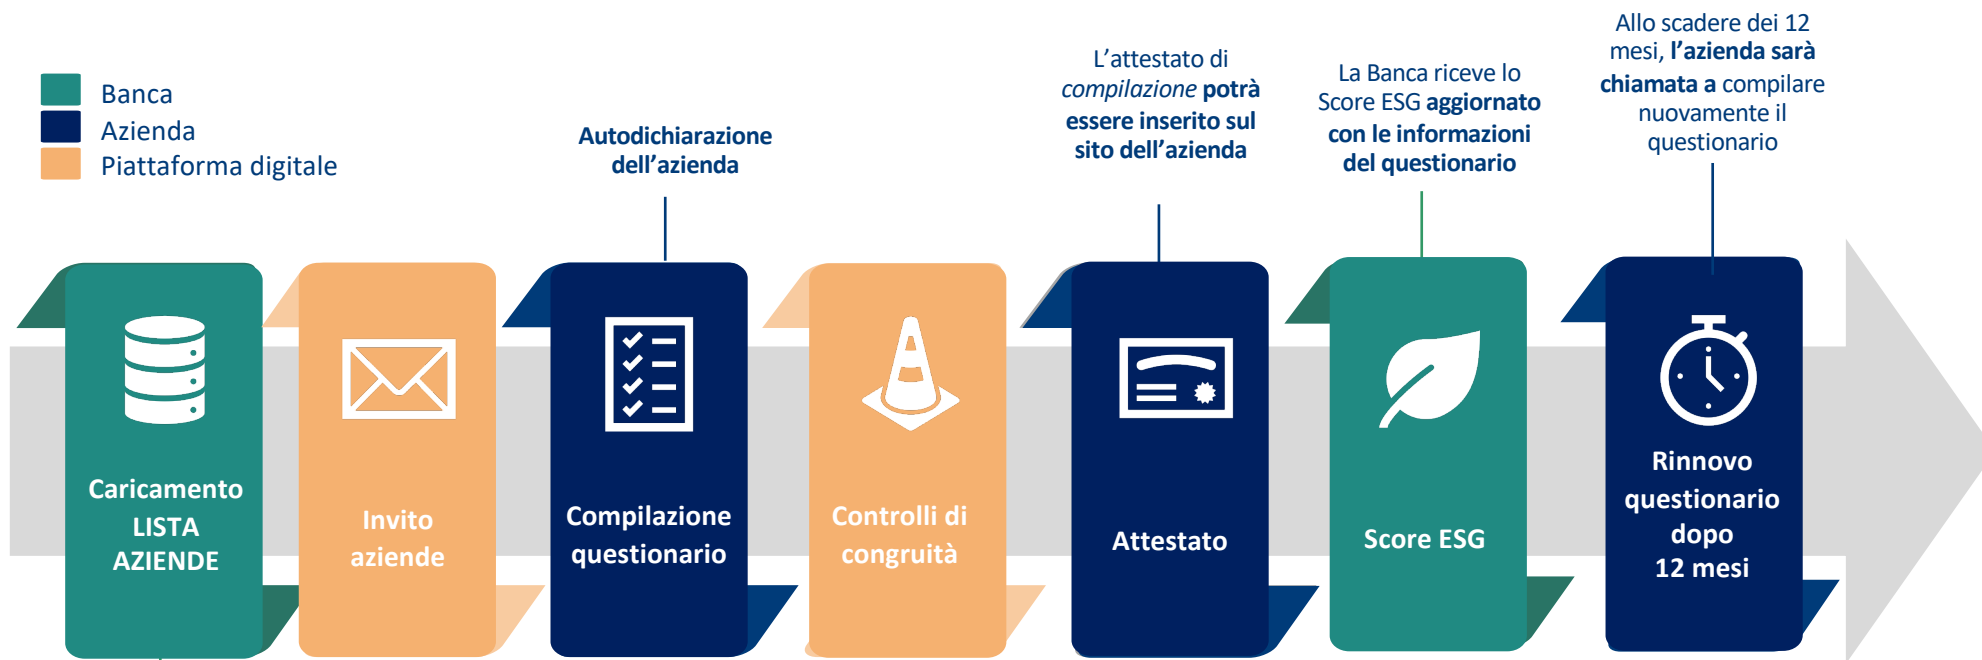 Banca
Azienda
Piattaforma digitale
Autodichiarazione
dell’azienda
L’attestato di
compilazione potrà
essere inserito sul
sito dell’azienda
La Banca riceve lo
Score ESG aggiornato
con le informazioni
del questionario
Allo scadere dei 12
mesi, l’azienda sarà
chiamata a compilare
nuovamente il
questionario
Caricamento
LISTA
AZIENDE
Invito
aziende
Compilazione
questionario
Controlli di
congruità
Attestato
Score ESG
Rinnovo
questionario
dopo
12 mesi